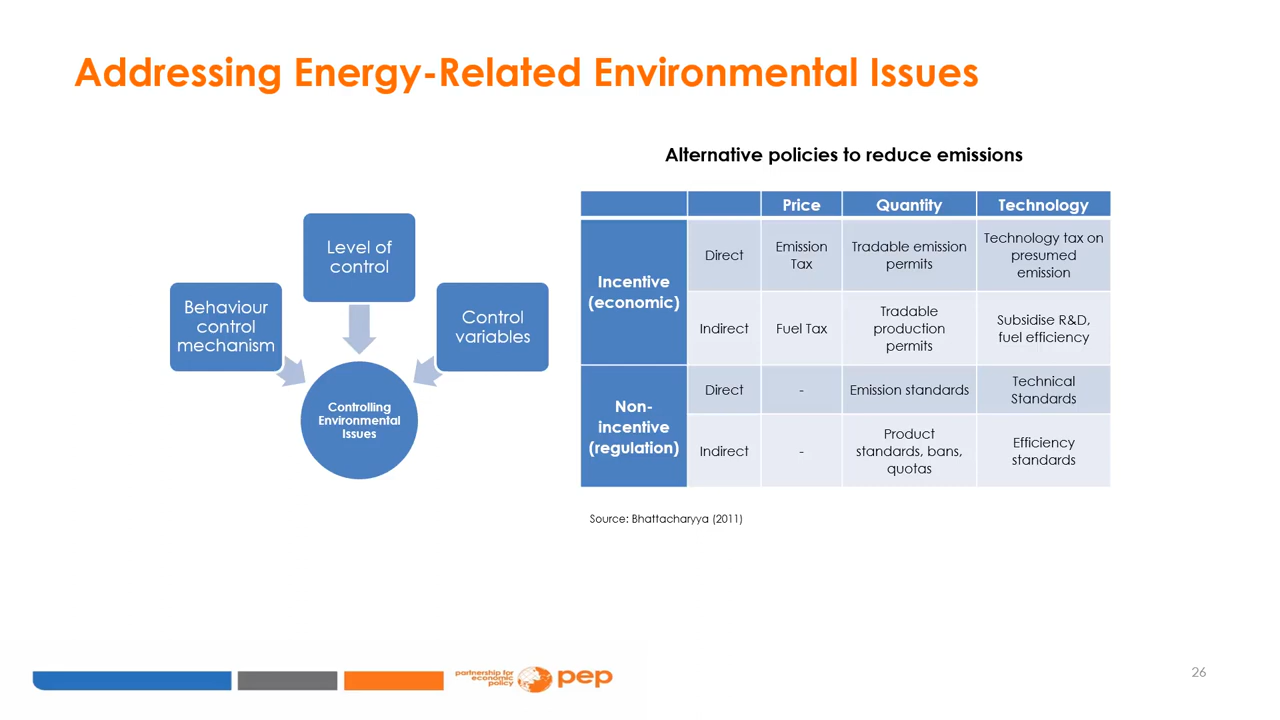 Addressing Energy-Related Environmental Issues
Level of
control
Behaviour
control
mechanism
Control
variables
Controlling
Environmental
Issues
Alternative policies to reduce emissions
Price
Quantity
Technology
Incentive
(economic)
Direct
Emission
Tax
Tradable emission
permits
Technology tax on
presumed
emission
Indirect
Fuel Tax
Tradable
production
permits
Subsidise R&D,
fuel efficiency
Non-
incentive
(regulation)
Direct
-
Emission standards
Technical
Standards
Indirect
-
Product
standards, bans,
quotas
Efficiency
standards
Source: Bhattacharyya (2011)
partnership for
economic
policy
pep
26